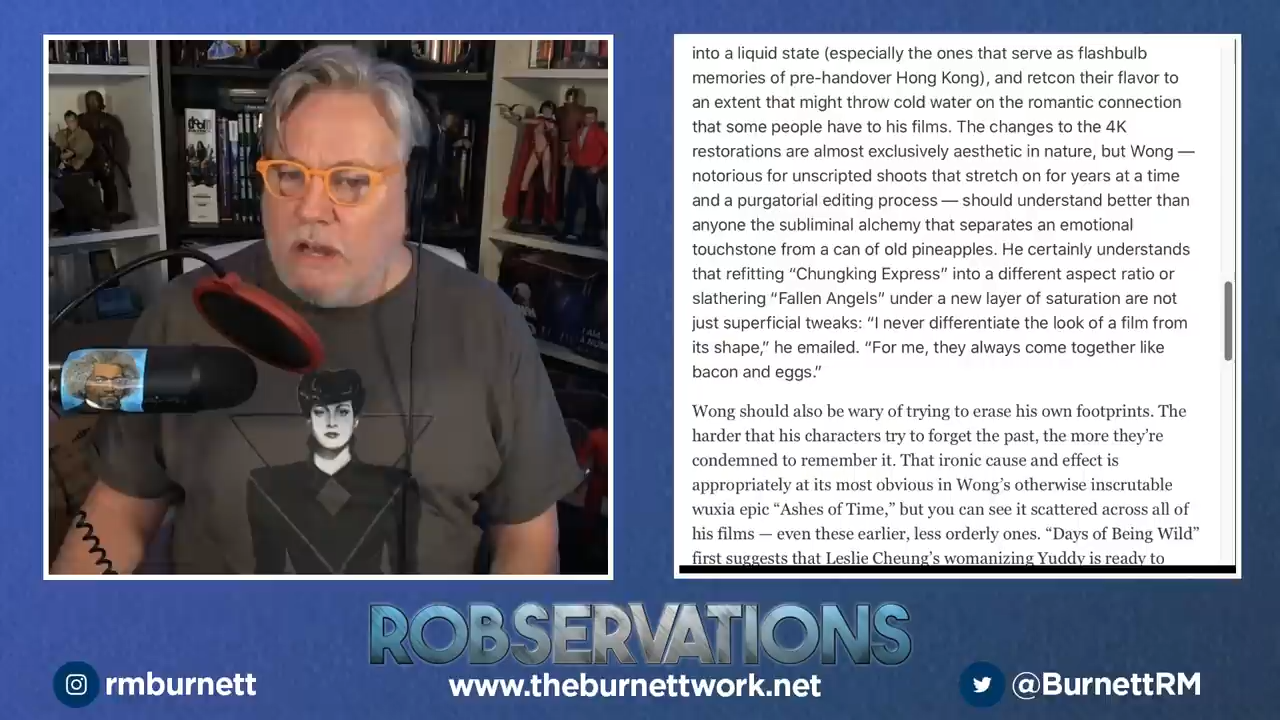 into a liquid state (especially the ones that serve as flashbulb
memories of pre-handover Hong Kong), and retcon their flavor to
an extent that might throw cold water on the romantic connection
that some people have to his films. The changes to the 4K
restorations are almost exclusively aesthetic in nature, but Wong —
notorious for unscripted shoots that stretch on for years at a time
and a purgatorial editing process — should understand better than
anyone the subliminal alchemy that separates an emotional
touchstone from a can of old pineapples. He certainly understands
that refitting “Chungking Express” into a different aspect ratio or
slathering “Fallen Angels” under a new layer of saturation are not
just superficial tweaks: “I never differentiate the look of a film from
its shape,” he emailed. “For me, they always come together like
bacon and eggs.”
Wong should also be wary of trying to erase his own footprints. The
harder that his characters try to forget the past, the more they’re
condemned to remember it. That ironic cause and effect is
appropriately at its most obvious in Wong’s otherwise inscrutable
wuxia epic “Ashes of Time,” but you can see it scattered across all of
his films — even these earlier, less orderly ones. “Days of Being Wild”
first suggests that Leslie Cheung’s womanizing Yuddy is ready to
ROBSERVATIONS
rmburnett
www.theburnettwork.net
@BurnettRM